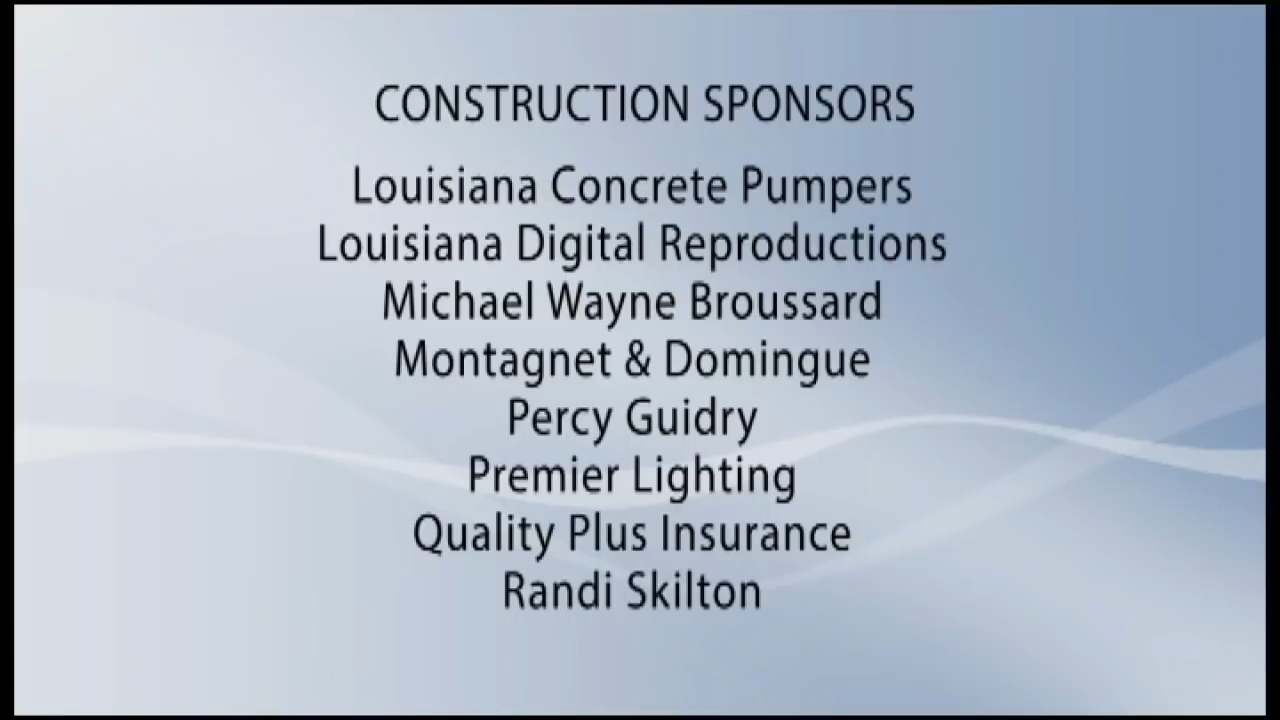 CONSTRUCTION SPONSORS
Louisiana Concrete Pumpers
Louisiana Digital Reproductions
Michael Wayne Broussard
Montagnet & Domingue
Percy Guidry
Premier Lighting
Quality Plus Insurance
Randi Skilton